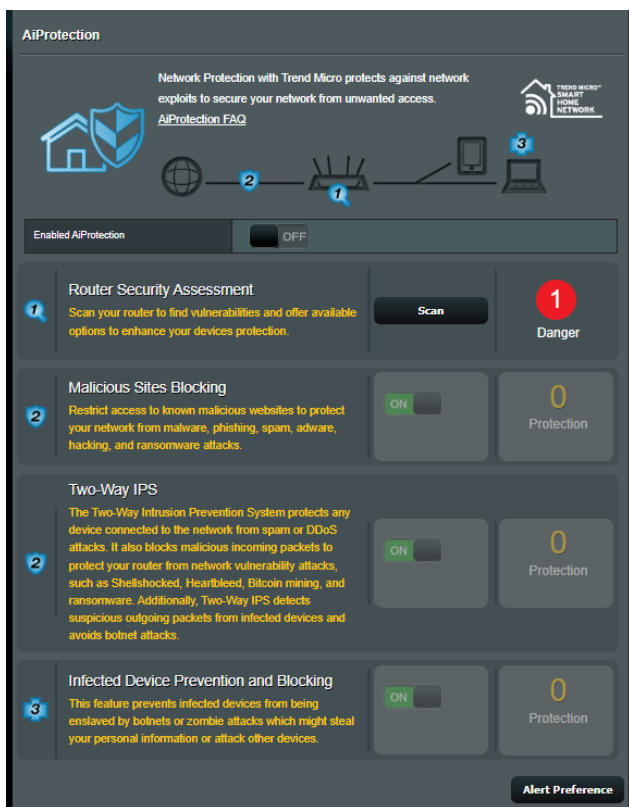 AiProtection
Network Protection with Trend Micro protects against network
exploits to secure your network from unwanted access.
AiProtection FAQ
TREND MICRO™
SMART
HOME
NETWORK
3
2
1
Enabled AiProtection
OFF
1
Router Security Assessment
Scan your router to find vulnerabilities and offer available
options to enhance your devices protection.
Scan
1
Danger
2
Malicious Sites Blocking
Restrict access to known malicious websites to protect
your network from malware, phishing, spam, adware,
hacking, and ransomware attacks.
ON
0
Protection
2
Two-Way IPS
The Two-Way Intrusion Prevention System protects any
device connected to the network from spam or DDoS
attacks. It also blocks malicious incoming packets to
protect your router from network vulnerability attacks,
such as Shellshocked, Heartbleed, Bitcoin mining, and
ransomware. Additionally, Two-Way IPS detects
suspicious outgoing packets from infected devices and
avoids botnet attacks.
ON
0
Protection
3
Infected Device Prevention and Blocking
This feature prevents infected devices from being
enslaved by botnets or zombie attacks which might steal
your personal information or attack other devices.
ON
0
Protection
Alert Preference